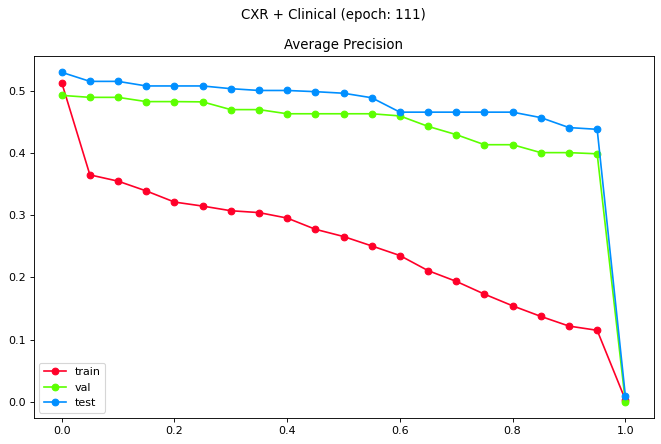 CXR + Clinical (epoch: 111)
Average Precision
0.5
0.4
0.3
0.2
0.1
0.0
train
val
test
0.0 0.2 0.4 0.6 0.8 1.0